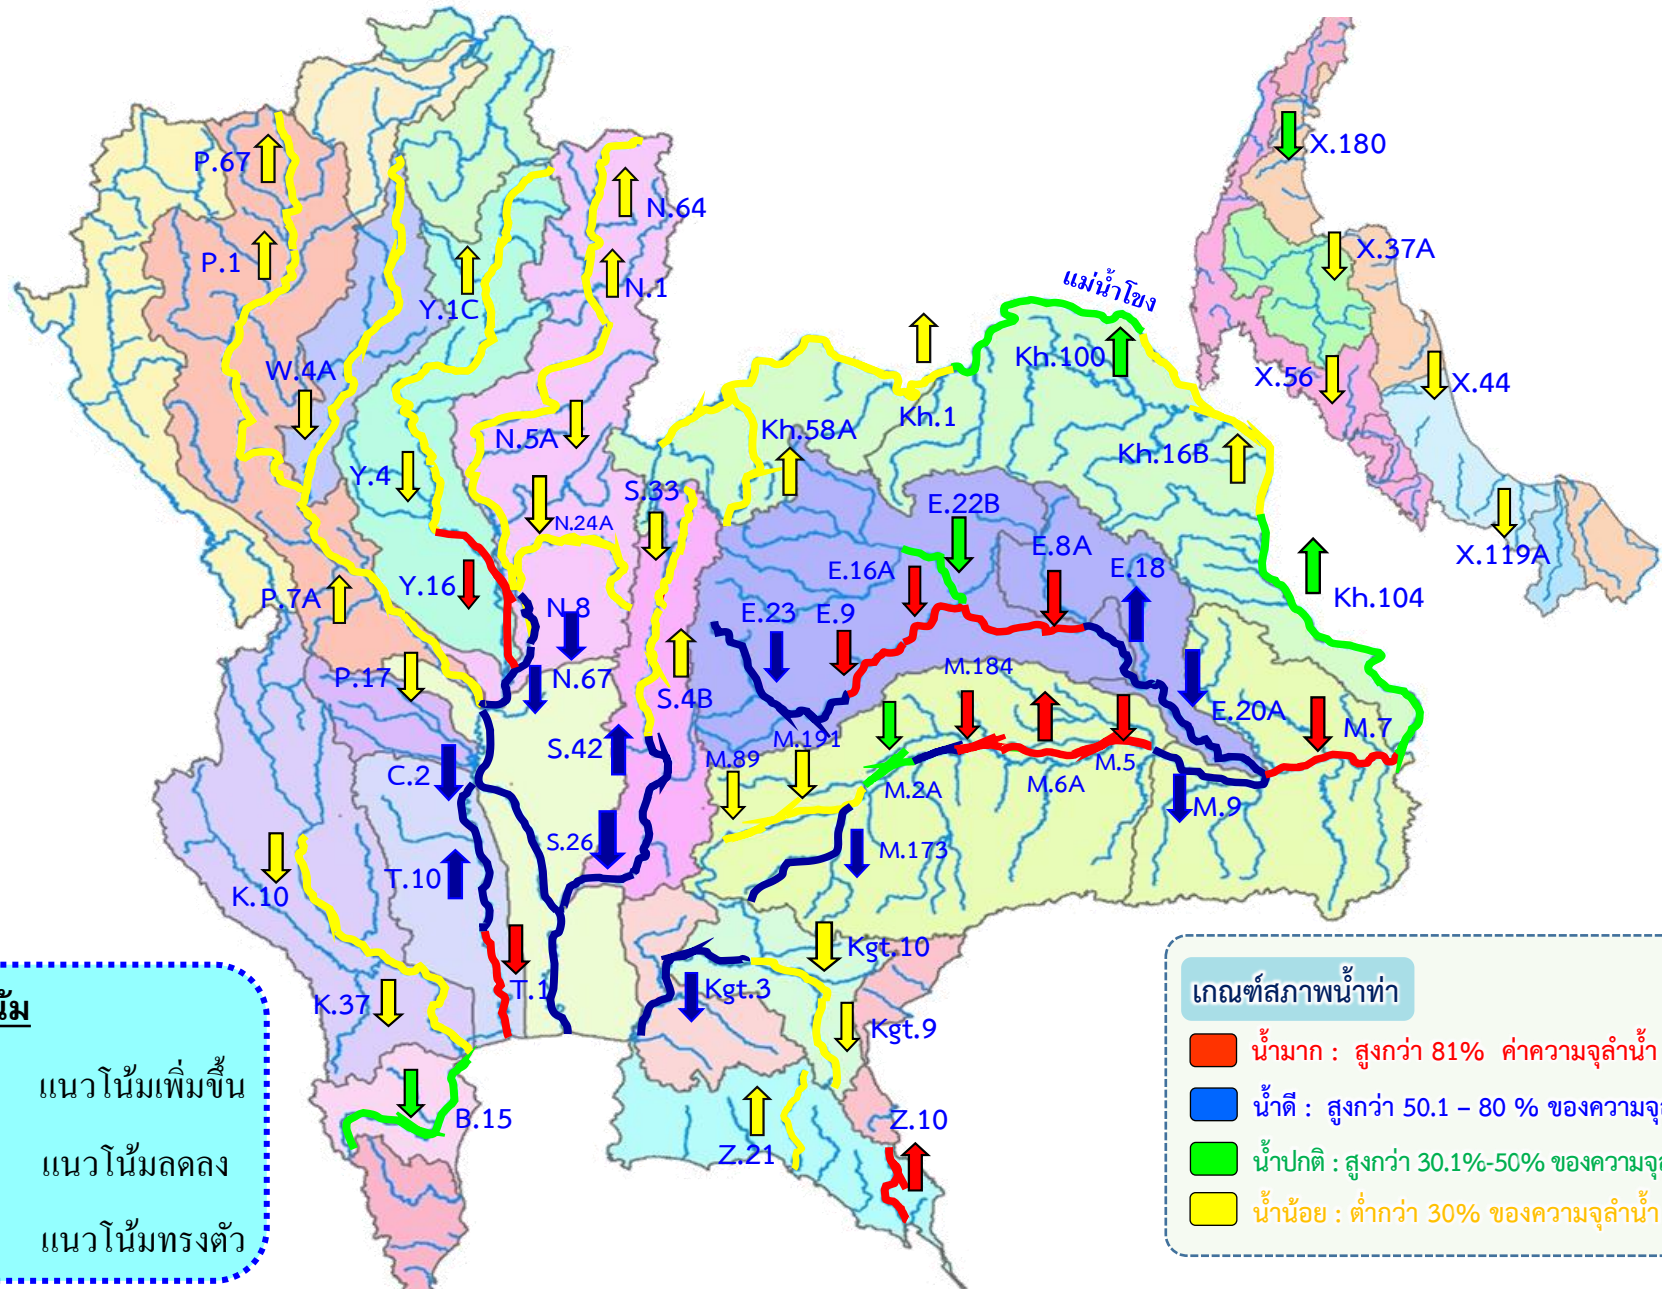 P.67
P.1
W.4A
Y.1C
N.64
N.1
N.5A
Y.4
N.24A
S.33
P.7A
Y.16
N.8
P.17
N.67
S.4B
S.42
C.2
S.26
T.10
K.10
T.1
K.37
B.15
แม่น้ำโขง
Kh.100
Kh.1
Kh.58A
Kh.16B
Kh.104
E.22B
E.8A
E.16A
E.18
E.23
E.9
M.184
E.20A
M.7
M.191
M.89
M.2A
M.6A
M.5
M.9
M.173
Kgt.10
Kgt.3
Kgt.9
Z.21
Z.10
X.180
X.37A
X.56
X.44
X.119A
แนวโน้มเพิ่มขึ้น
แนวโน้มลดลง
แนวโน้มทรงตัว
เกณฑ์สภาพน้ำท่า
น้ำมาก : สูงกว่า 81% ค่าความจุลำน้ำ
น้ำดี : สูงกว่า 50.1 – 80 % ของความจุ
น้ำปกติ : สูงกว่า 30.1%-50% ของความจุ
น้ำน้อย : ต่ำกว่า 30% ของความจุลำน้ำ